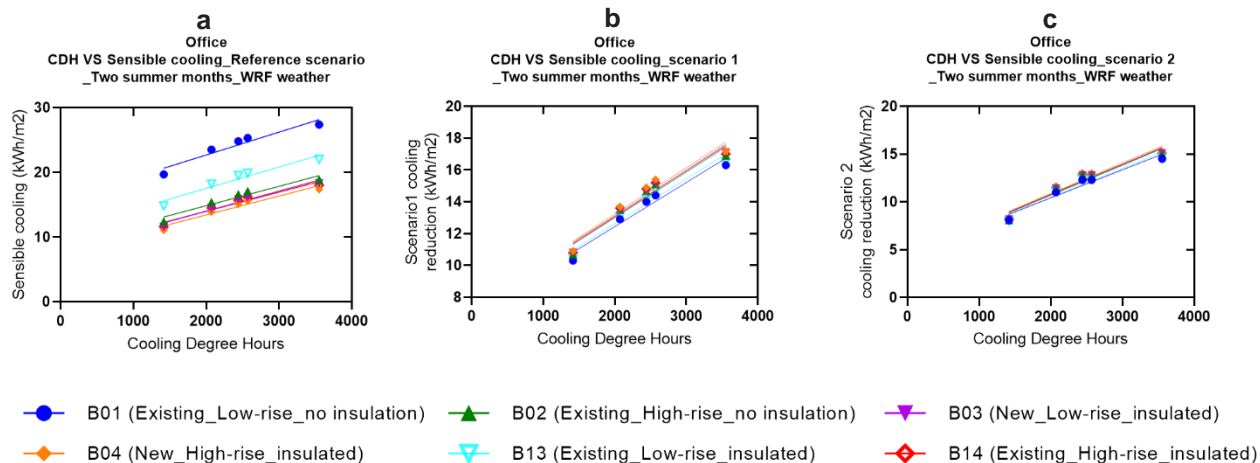 a
Office
CDH VS Sensible cooling_Reference scenario
_Two summer months_WRF weather
Sensible cooling (kWh/m2)
30
20
10
0
0 1000 2000 3000 4000
Cooling Degree Hours
b
Office
CDH VS Sensible cooling_scenario 1
_Two summer months_WRF weather
Scenario1 cooling
reduction (kWh/m2)
20
18
16
14
12
10
8
0 1000 2000 3000 4000
Cooling Degree Hours
c
Office
CDH VS Sensible cooling_scenario 2
_Two summer months_WRF weather
Scenario 2
cooling reduction (kWh/m2)
20
15
10
5
0
0 1000 2000 3000 4000
Cooling Degree Hours
B01 (Existing_Low-rise_no insulation)
B02 (Existing_High-rise_no insulation)
B03 (New_Low-rise_insulated)
B04 (New_High-rise_insulated)
B13 (Existing_Low-rise_insulated)
B14 (Existing_High-rise_insulated)